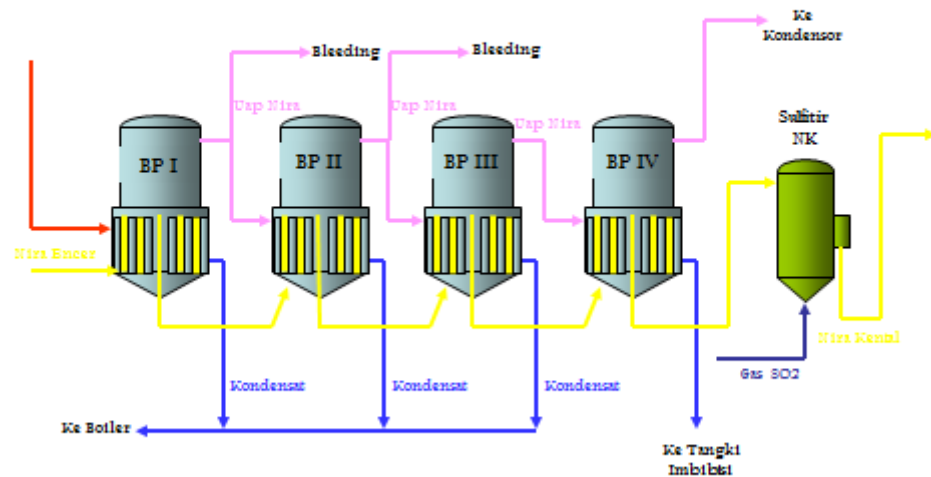 Ke
Kondensor
Bleeding
Bleeding
Uap Nira
Uap Nira
Uap Nira
Sulfitir
NK
BP I
BP II
BP III
BP IV
Nira Encer
Nira Kental
Gas SO2
Kondensat
Kondensat
Kondensat
Ke Boiler
Ke Tangki
Imbibisi